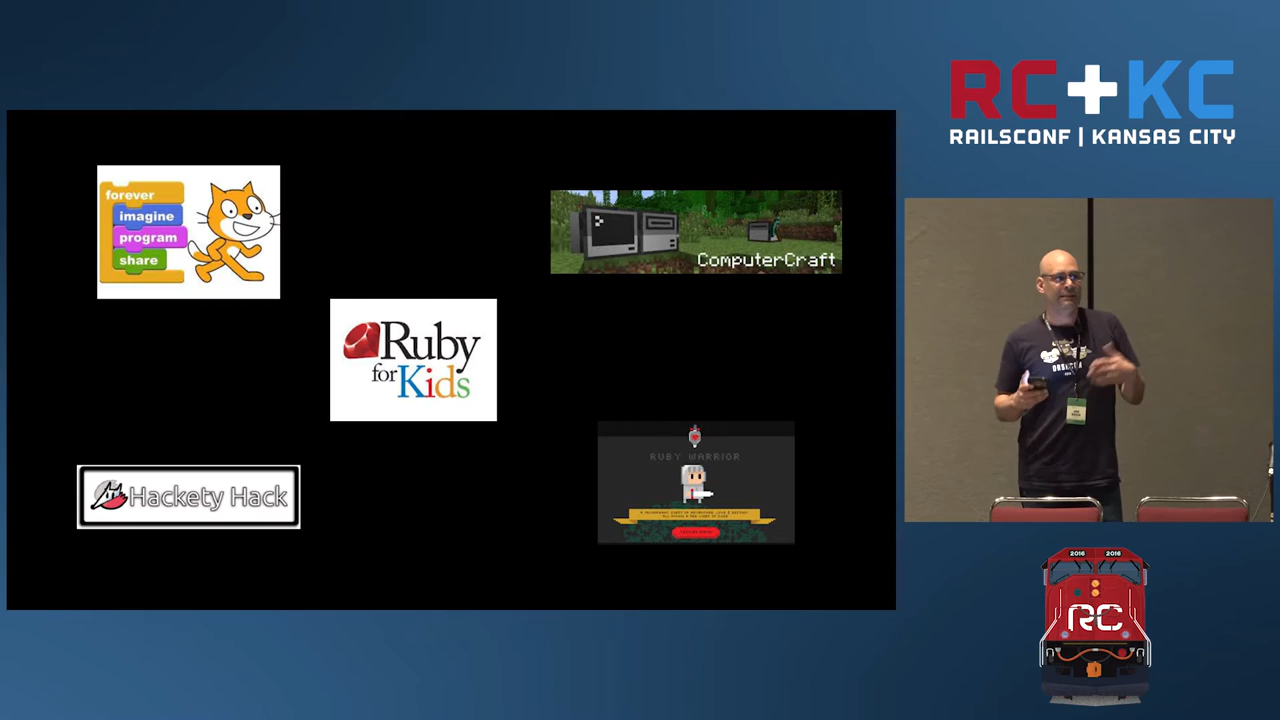 RC+KC
RAILSCONF | KANSAS CITY
forever
imagine
program
share
ComputerCraft
Ruby
for Kids
Hackety Hack
RUBY WARRIOR
2016 2016
RC